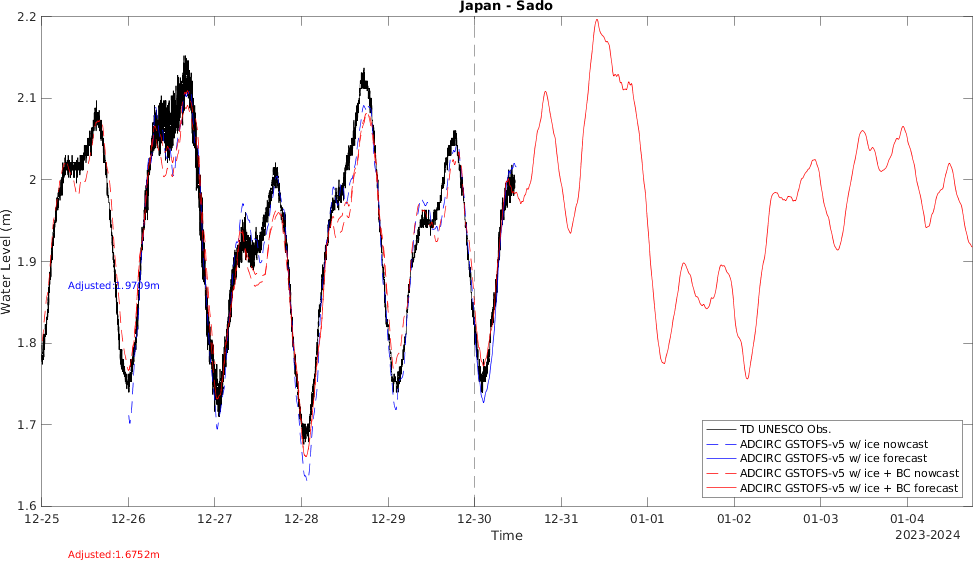 Japan - Sado
2.2
2.1
2
1.9
1.8
1.7
1.6
Water Level (m)
Adjusted:1.9709m
TD UNESCO Obs.
ADCIRC GSTOFS-v5 w/ ice nowcast
ADCIRC GSTOFS-v5 w/ ice forecast
ADCIRC GSTOFS-v5 w/ ice + BC nowcast
ADCIRC GSTOFS-v5 w/ ice + BC forecast
12-25 12-26 12-27 12-28 12-29 12-30 12-31 01-01 01-02 01-03 01-04
Time
2023-2024
Adjusted:1.6752m